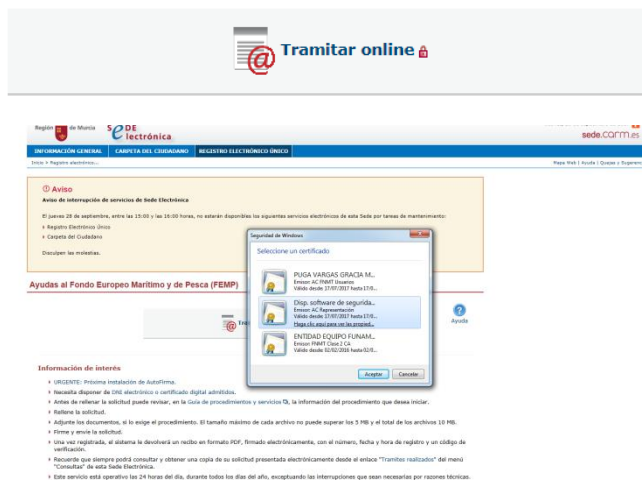 Tramitar online
Región de Murcia
SEDE electrónica
sede.carm.es
INFORMACIÓN GENERAL CARPETA DEL CIUDADANO REGISTRO ELECTRÓNICO ÚNICO
Inicio > Registro electrónico...
Mapa Web | Ayuda | Quejas y Sugerenc
Aviso
Aviso de interrupción de servicios de Sede Electrónica
El jueves 28 de septiembre, entre las 15:00 y las 16:00 horas, no estarán disponibles los siguientes servicios electrónicos de esta Sede por tareas de mantenimiento:
Registro Electrónico Único
Carpeta del Ciudadano
Disculpen las molestias.
Seguridad de Windows
Seleccione un certificado
PUGA VARGAS GRACIA M...
Emisor: AC FNMT Usuarios
Válido desde: 17/07/2017 hasta 17/0...
Disp. software de segurida...
Emisor: AC Representación
Válido desde: 17/07/2017 hasta 17/0...
Haga clic aquí para ver las propied...
ENTIDAD EQUIPO FUNAM...
Emisor: FNMT Clase 2 CA
Válido desde: 02/02/2016 hasta 02/0...
Aceptar Cancelar
Ayudas al Fondo Europeo Marítimo y de Pesca (FEMP)
Tra
Ayuda
Información de interés
URGENTE: Próxima instalación de AutoFirma.
Necesita disponer de DNI electrónico o certificado digital admitidos.
Antes de rellenar la solicitud puede revisar, en la Guía de procedimientos y servicios, la información del procedimiento que desea iniciar.
Rellene la solicitud.
Adjunte los documentos, si lo exige el procedimiento. El tamaño máximo de cada archivo no puede superar los 5 MB y el total de los archivos 10 MB.
Firme y envíe la solicitud.
Una vez registrada, el sistema le devolverá un recibo en formato PDF, firmado electrónicamente, con el número, fecha y hora de registro y un código de
verificación.
Recuerde que siempre podrá consultar y obtener una copia de su solicitud presentada electrónicamente desde el enlace "Tramites realizados" del menú
"Consultas" de esta Sede Electrónica.
Este servicio está operativo las 24 horas del día, durante todos los días del año, exceptuando las interrupciones que sean necesarias por razones técnicas.